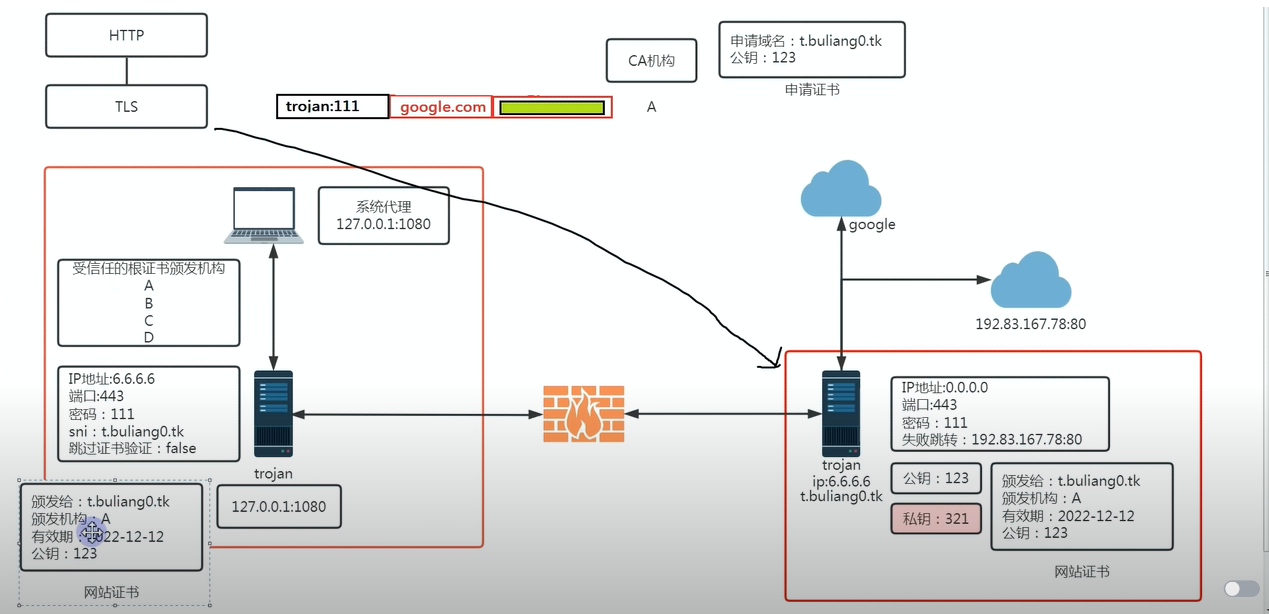 HTTP
TLS
trojan:111
google.com
CA机构
A
申请域名：t.buliang0.tk
公钥：123
申请证书
系统代理
127.0.0.1:1080
受信任的根证书颁发机构
A
B
C
D
IP地址:6.6.6.6
端口:443
密码：111
sni：t.buliang0.tk
跳过证书验证：false
trojan
127.0.0.1:1080
颁发给：t.buliang0.tk
颁发机构：A
有效期：2022-12-12
公钥：123
网站证书
google
192.83.167.78:80
trojan
ip:6.6.6.6
t.buliang0.tk
IP地址:0.0.0.0
端口:443
密码：111
失败跳转：192.83.167.78:80
公钥：123
私钥：321
颁发给：t.buliang0.tk
颁发机构：A
有效期：2022-12-12
公钥：123
网站证书